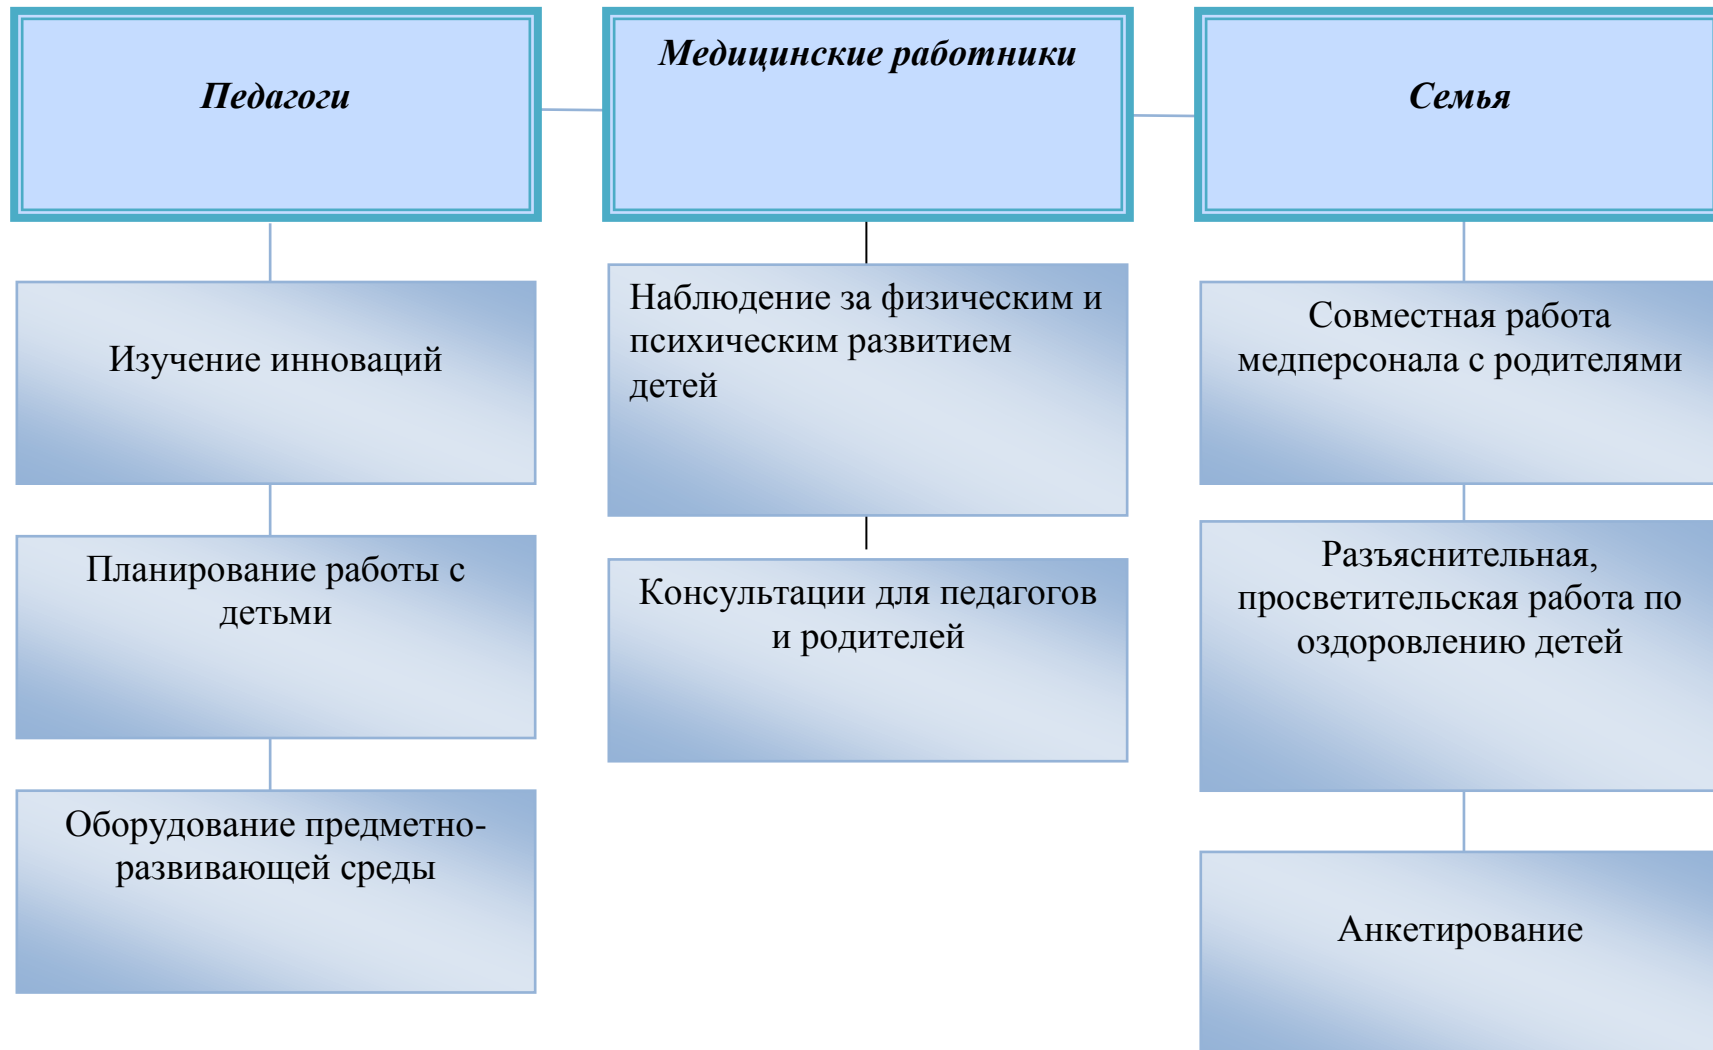 Педагоги
Медицинские работники
Семья
Изучение инноваций
Планирование работы с
детьми
Оборудование предметно-
развивающей среды
Наблюдение за физическим и
психическим развитием
детей
Консультации для педагогов
и родителей
Совместная работа
медперсонала с родителями
Разъяснительная,
просветительская работа по
оздоровлению детей
Анкетирование